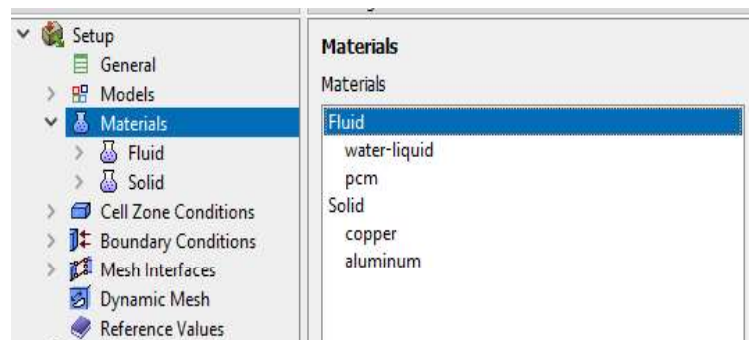 Setup
General
Models
Materials
Fluid
Solid
Cell Zone Conditions
Boundary Conditions
Mesh Interfaces
Dynamic Mesh
Reference Values
Materials
Materials
Fluid
water-liquid
pcm
Solid
copper
aluminum